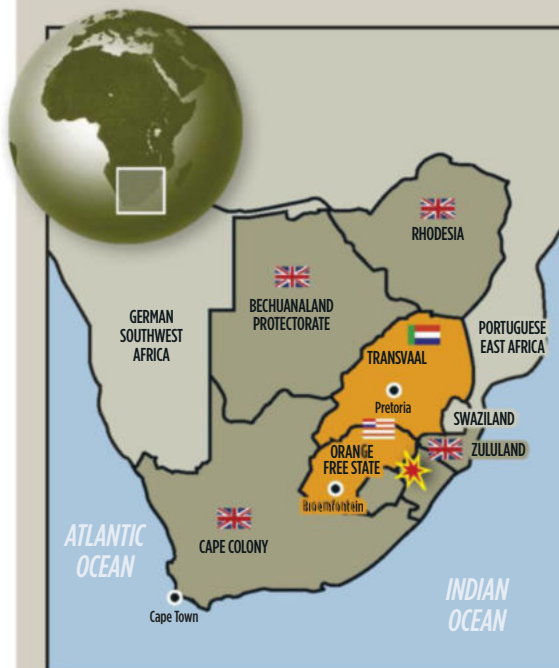 RHODESIA
BECHUANALAND
PROTECTORATE
GERMAN
SOUTHWEST
AFRICA
PORTUGUESE
EAST AFRICA
TRANSVAAL
Pretoria
SWAZILAND
ZULULAND
ORANGE
FREE STATE
Bloemfontein
ATLANTIC
OCEAN
CAPE COLONY
Cape Town
INDIAN
OCEAN